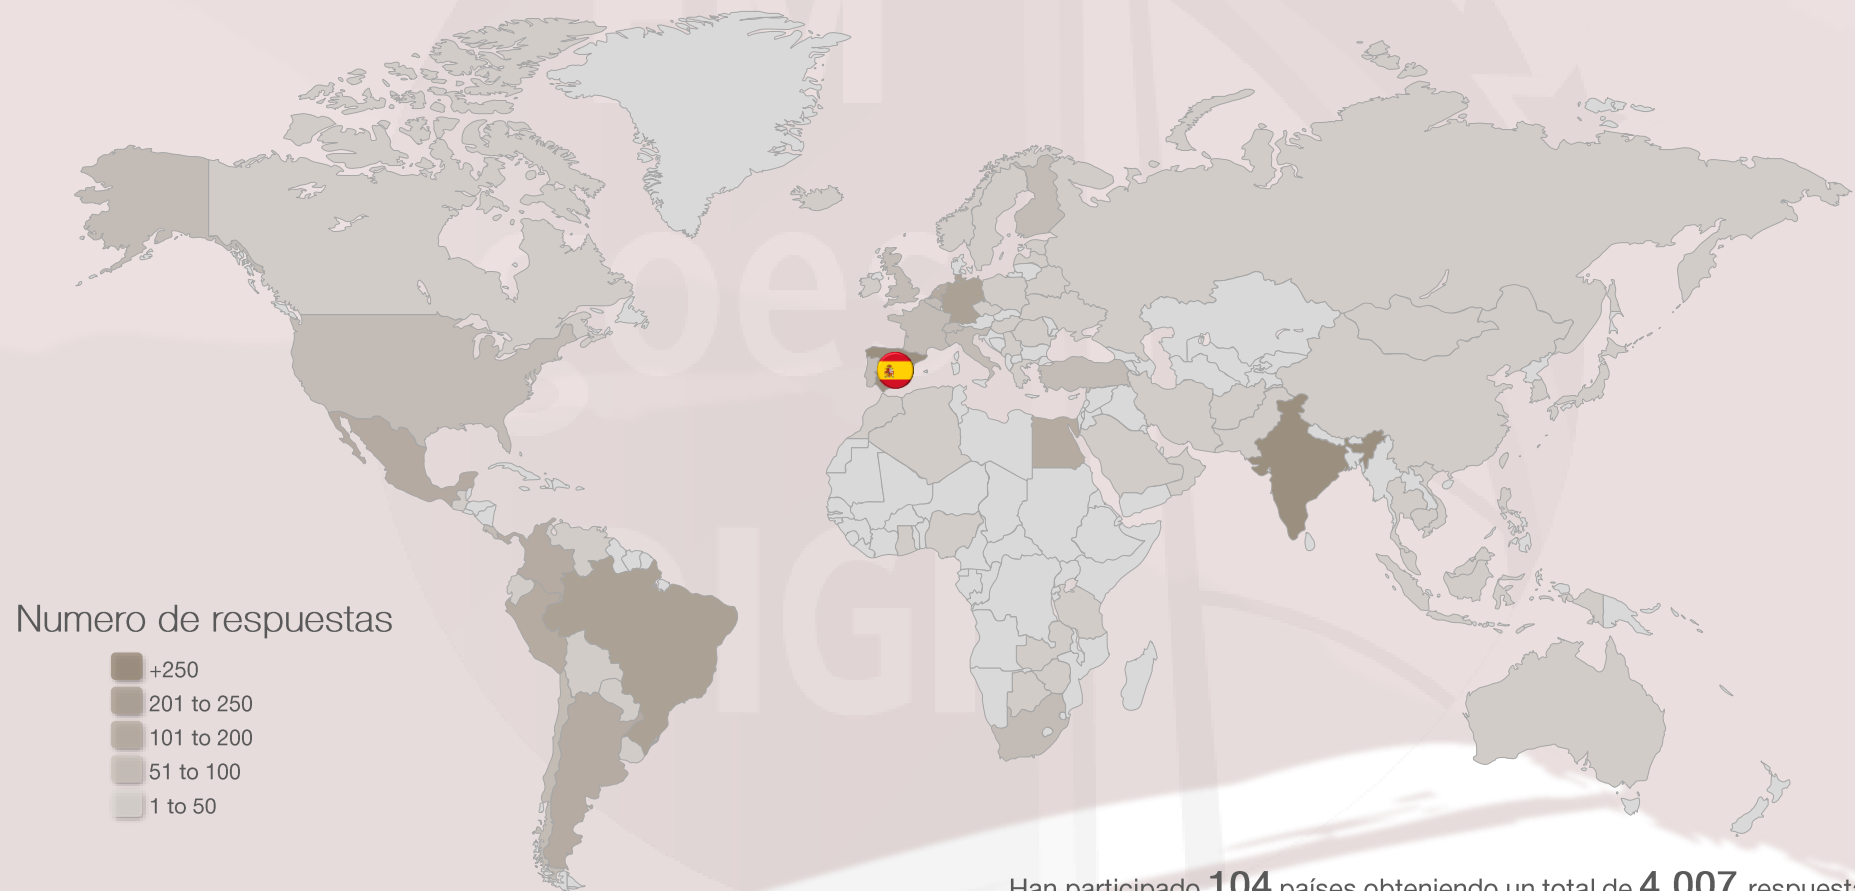 Numero de respuestas
+250
201 to 250
101 to 200
51 to 100
1 to 50
Han participado 104 países obteniendo un total de 4.007